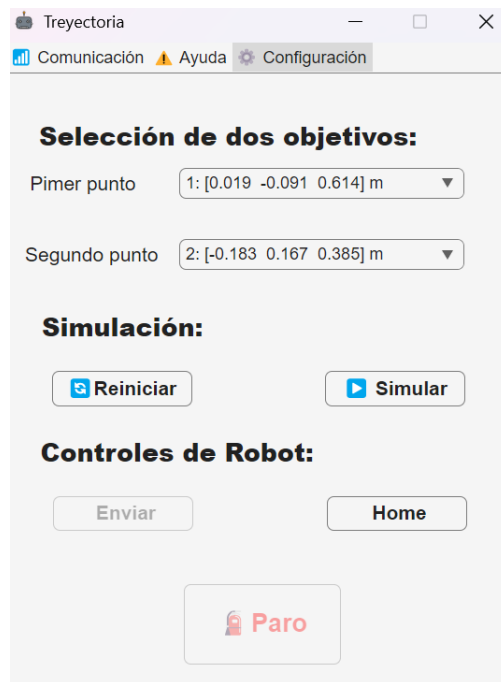 Treyectoria
Comunicación Ayuda Configuración
Selección de dos objetivos:
Pimer punto 1: [0.019 -0.091 0.614] m
Segundo punto 2: [-0.183 0.167 0.385] m
Simulación:
Reiniciar Simular
Controles de Robot:
Enviar Home
Paro